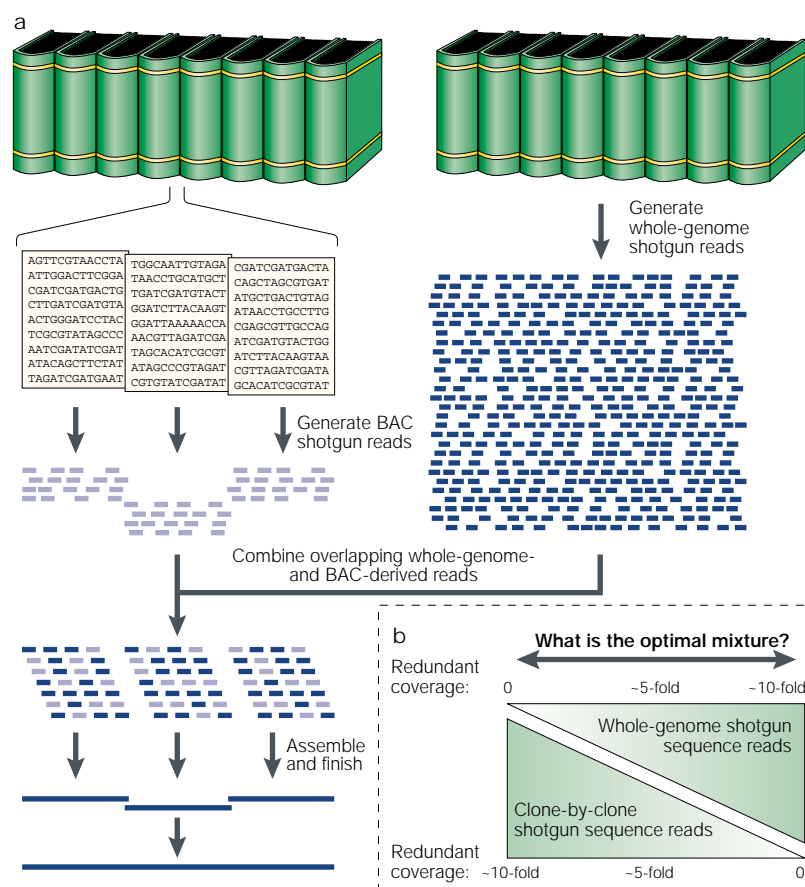 a
Generate
whole-genome
shotgun reads
AGTTCGTAACCTA
ATTGGACTTCGGA
CGATCGATGACTG
CTTGATCGATGTA
ACTGGGATCCTAC
TCGCGTATAGCCC
AATCGATATCGAT
ATACAGCTTCTAT
TAGATCGATGAAT
TGGCAATTGTAGA
TAACCTGCATGCT
TGATCGATGTACT
GGATCTTACAAGT
GGATTAAAAACCA
AACGTTAGATCGA
TAGCACATCGCGT
ATAGCCCGTAGAT
CGTGTATCGATAT
CGATCGATGACTA
CAGCTAGCGTGAT
ATGCTGACTGTAG
ATAACCTGCCTTG
CGAGCGTTGCCAG
ATCGATGTACTGG
ATCTTACAAGTAA
CGTTAGATCGATA
GCACATCGCGTAT
Generate BAC
shotgun reads
Combine overlapping whole-genome-
and BAC-derived reads
Assemble
and finish
b
What is the optimal mixture?
Redundant
coverage:
0 ~5-fold ~10-fold
Whole-genome shotgun
sequence reads
Clone-by-clone
shotgun sequence reads
Redundant
coverage:
~10-fold ~5-fold 0